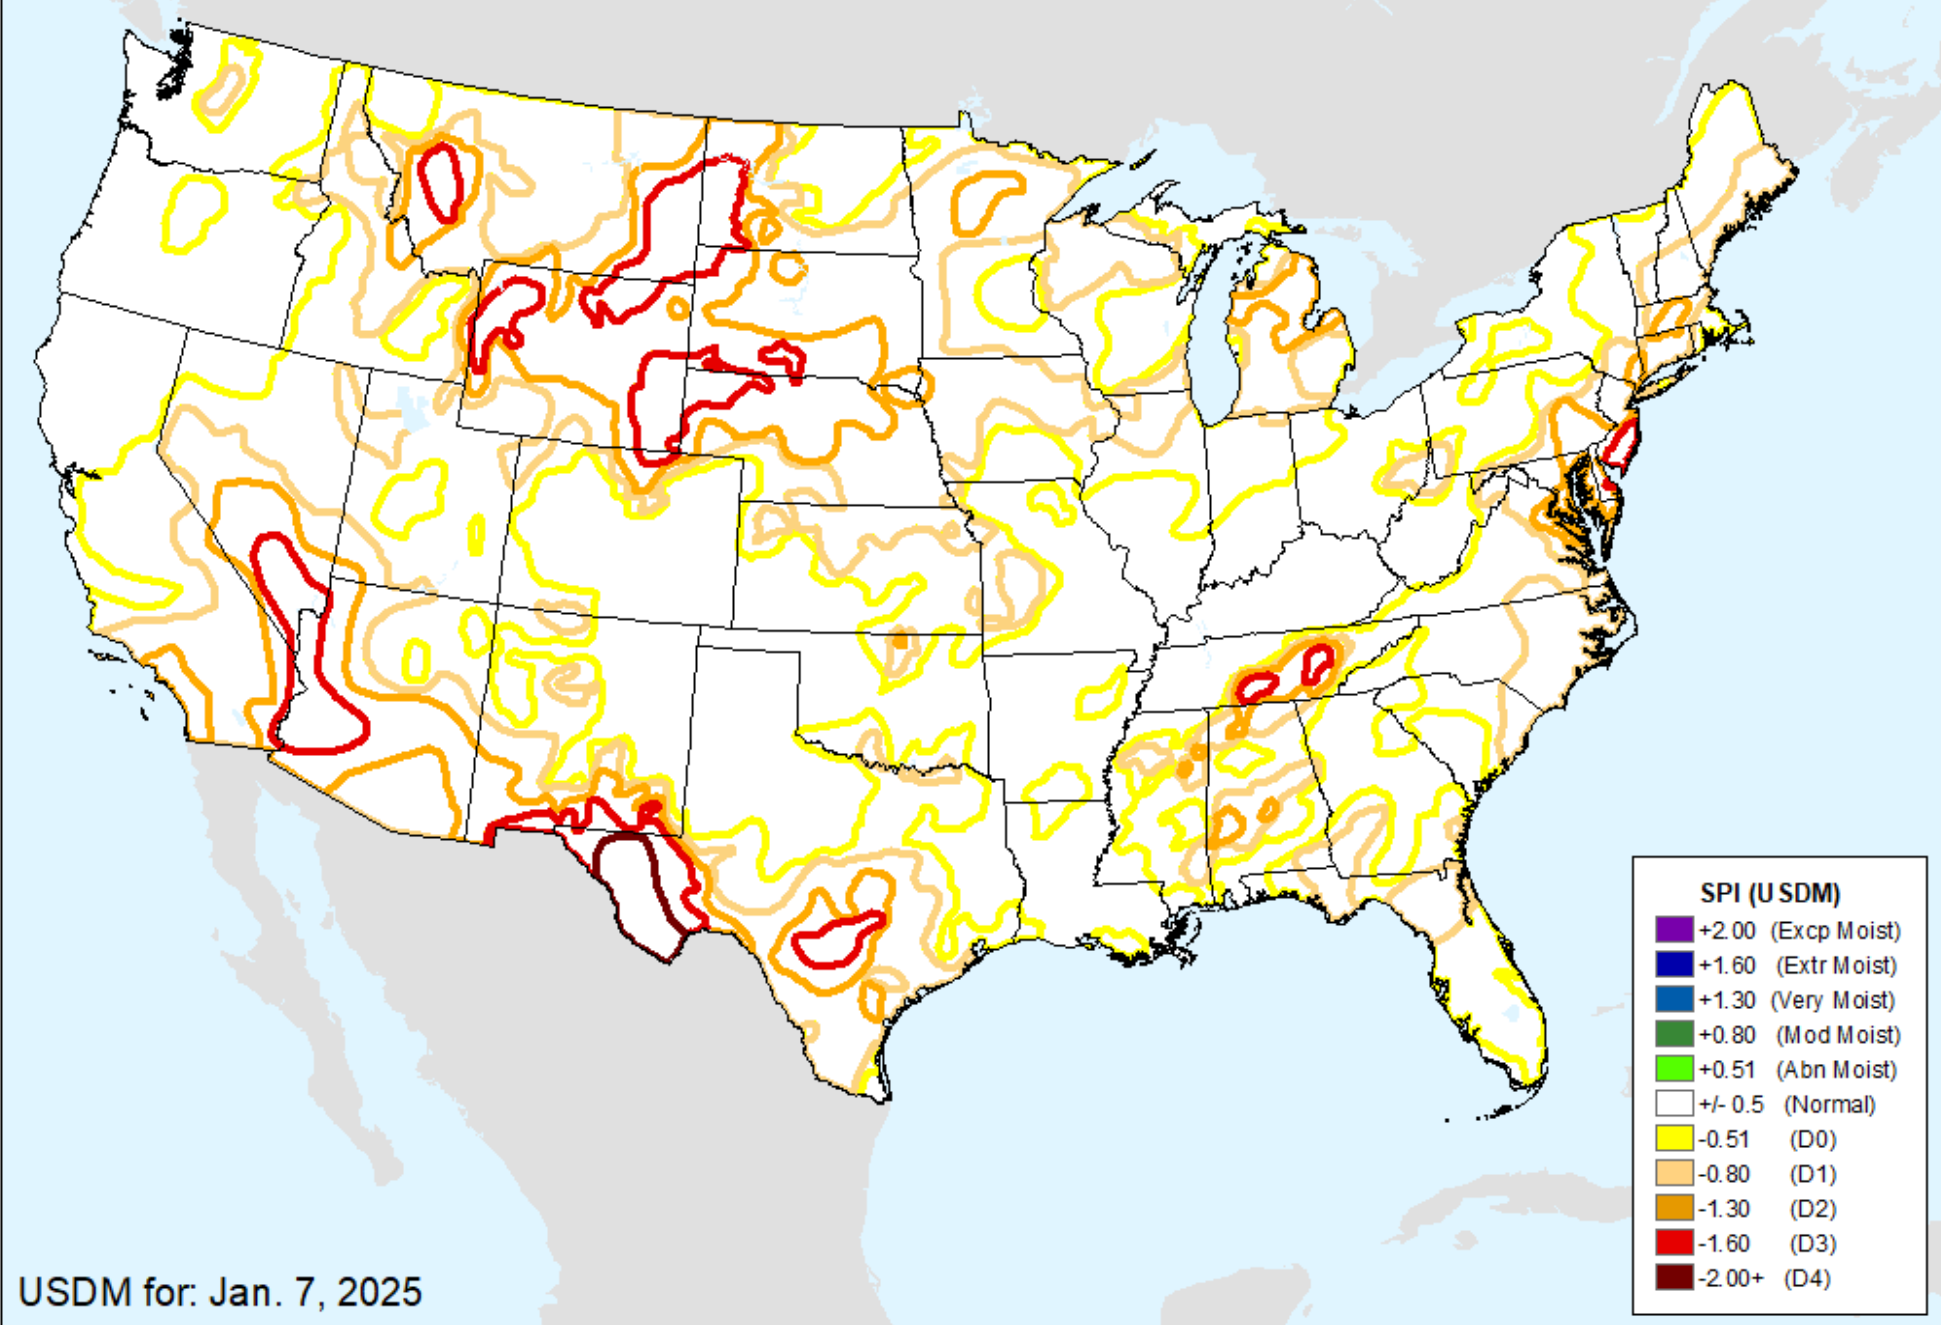 SPI (USDM)
+2.00 (Excp Moist)
+1.60 (Extr Moist)
+1.30 (Very Moist)
+0.80 (Mod Moist)
+0.51 (Abn Moist)
+/- 0.5 (Normal)
-0.51 (D0)
-0.80 (D1)
-1.30 (D2)
-1.60 (D3)
-2.00+ (D4)
USDM for: Jan. 7, 2025